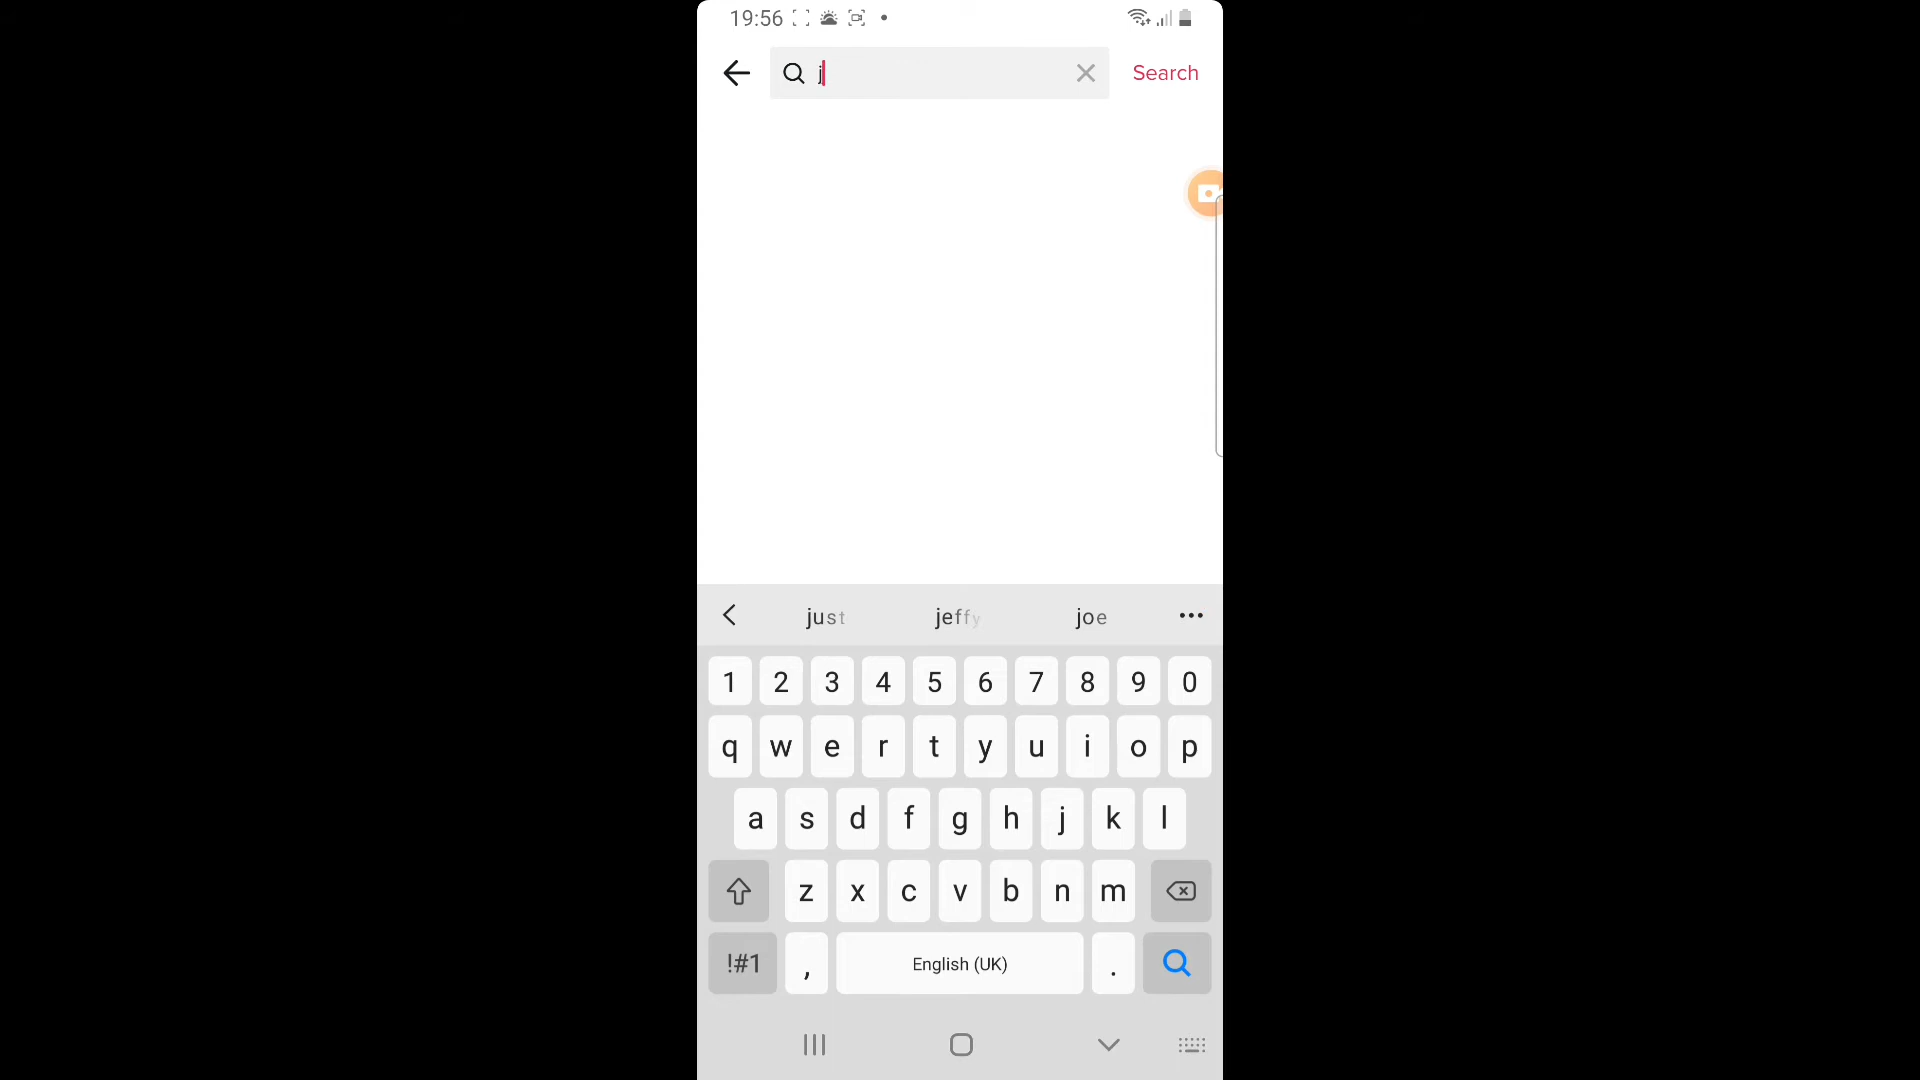 19:56
j
Search
just jeffy joe
1 2 3 4 5 6 7 8 9 0
q w e r t y u i o p
a s d f g h j k l
z x c v b n m
!#1 , English (UK) .